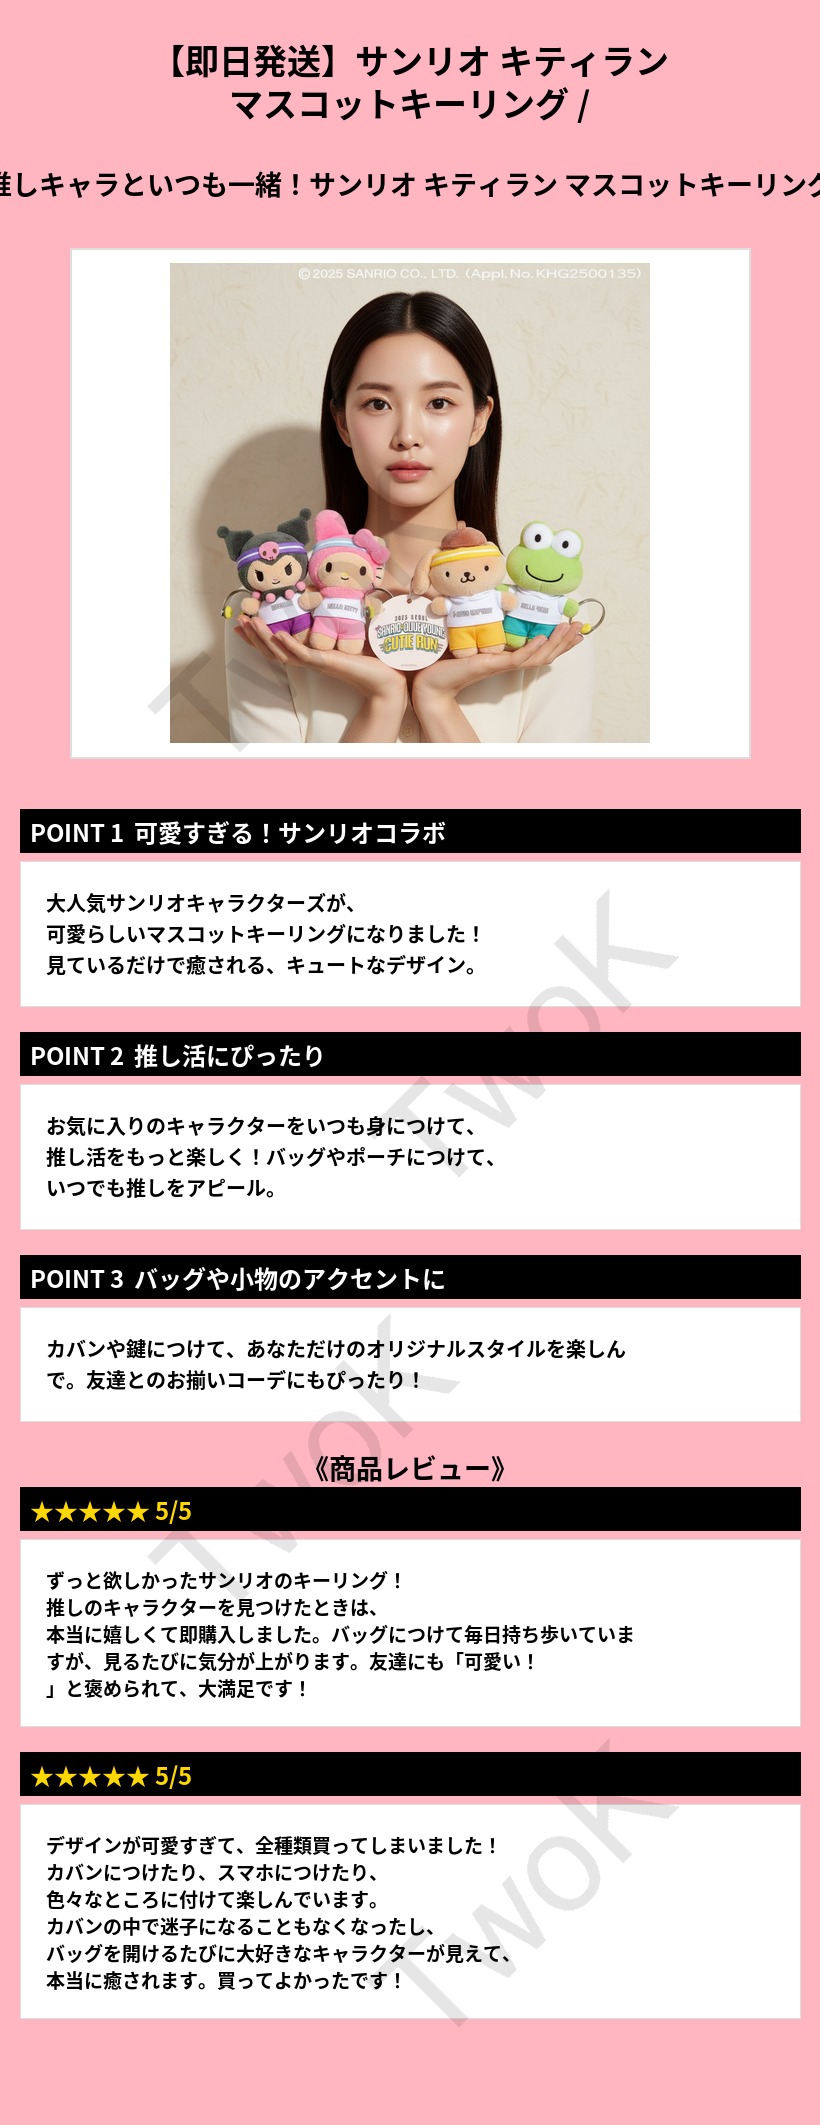 【即日発送】サンリオ キティラン
マスコットキーリング /
推しキャラといつも一緒！サンリオ キティラン マスコットキーリング
©2025 SANRIO CO., LTD. (Appl. No. KHG2500135)
HELLO KITTY
2025 SEOUL
SANRIO×OLIVE YOUNG
CUTIE RUN
POINT 1 可愛すぎる！サンリオコラボ
大人気サンリオキャラクターズが、
可愛らしいマスコットキーリングになりました！
見ているだけで癒される、キュートなデザイン。
POINT 2 推し活にぴったり
お気に入りのキャラクターをいつも身につけて、
推し活をもっと楽しく！バッグやポーチにつけて、
いつでも推しをアピール。
POINT 3 バッグや小物のアクセントに
カバンや鍵につけて、あなただけのオリジナルスタイルを楽しん
で。友達とのお揃いコーデにもぴったり！
《商品レビュー》
★★★★★ 5/5
ずっと欲しかったサンリオのキーリング！
推しのキャラクターを見つけたときは、
本当に嬉しくて即購入しました。バッグにつけて毎日持ち歩いていま
すが、見るたびに気分が上がります。友達にも「可愛い！
」と褒められて、大満足です！
★★★★★ 5/5
デザインが可愛すぎて、全種類買ってしまいました！
カバンにつけたり、スマホにつけたり、
色々なところに付けて楽しんでいます。
カバンの中で迷子になることもなくなったし、
バッグを開けるたびに大好きなキャラクターが見えて、
本当に癒されます。買ってよかったです！
TwoK
TwoK
TwoK
TwoK